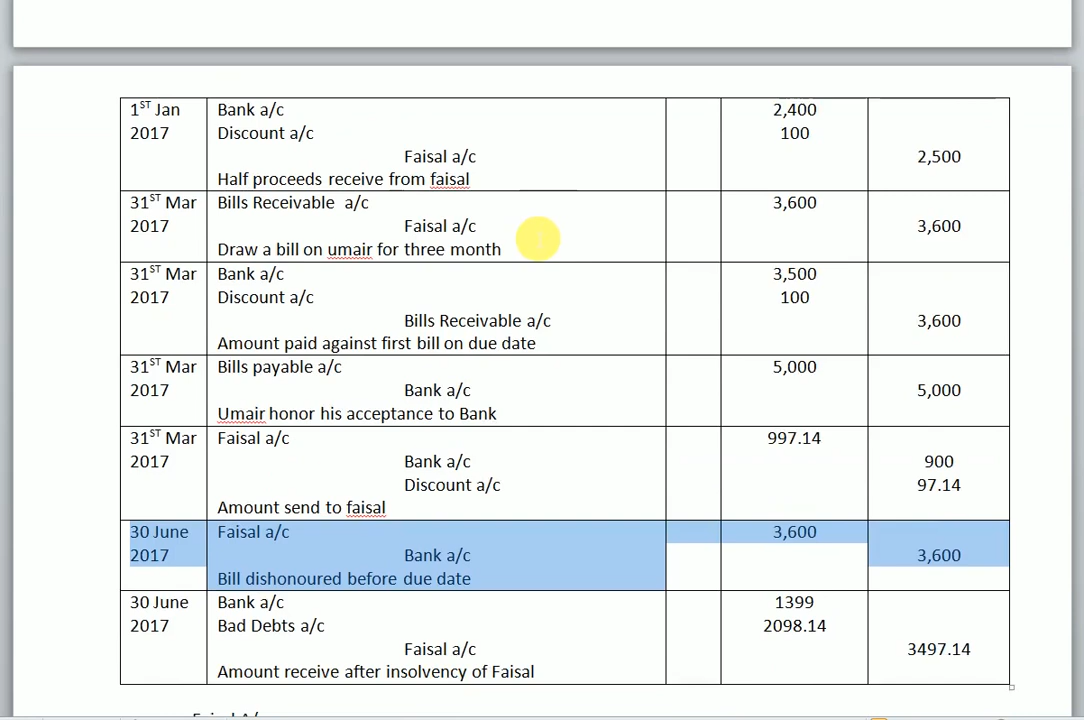 1ST Jan Bank a/c 2,400
2017 Discount a/c 100
Faisal a/c 2,500
Half proceeds receive from faisal
31ST Mar Bills Receivable a/c 3,600
2017 Faisal a/c 3,600
Draw a bill on umair for three month
31ST Mar Bank a/c 3,500
2017 Discount a/c 100
Bills Receivable a/c 3,600
Amount paid against first bill on due date
31ST Mar Bills payable a/c 5,000
2017 Bank a/c 5,000
Umair honor his acceptance to Bank
31ST Mar Faisal a/c 997.14
2017 Bank a/c 900
Discount a/c 97.14
Amount send to faisal
30 June Faisal a/c 3,600
2017 Bank a/c 3,600
Bill dishonoured before due date
30 June Bank a/c 1399
2017 Bad Debts a/c 2098.14
Faisal a/c 3497.14
Amount receive after insolvency of Faisal
Faisal A/c